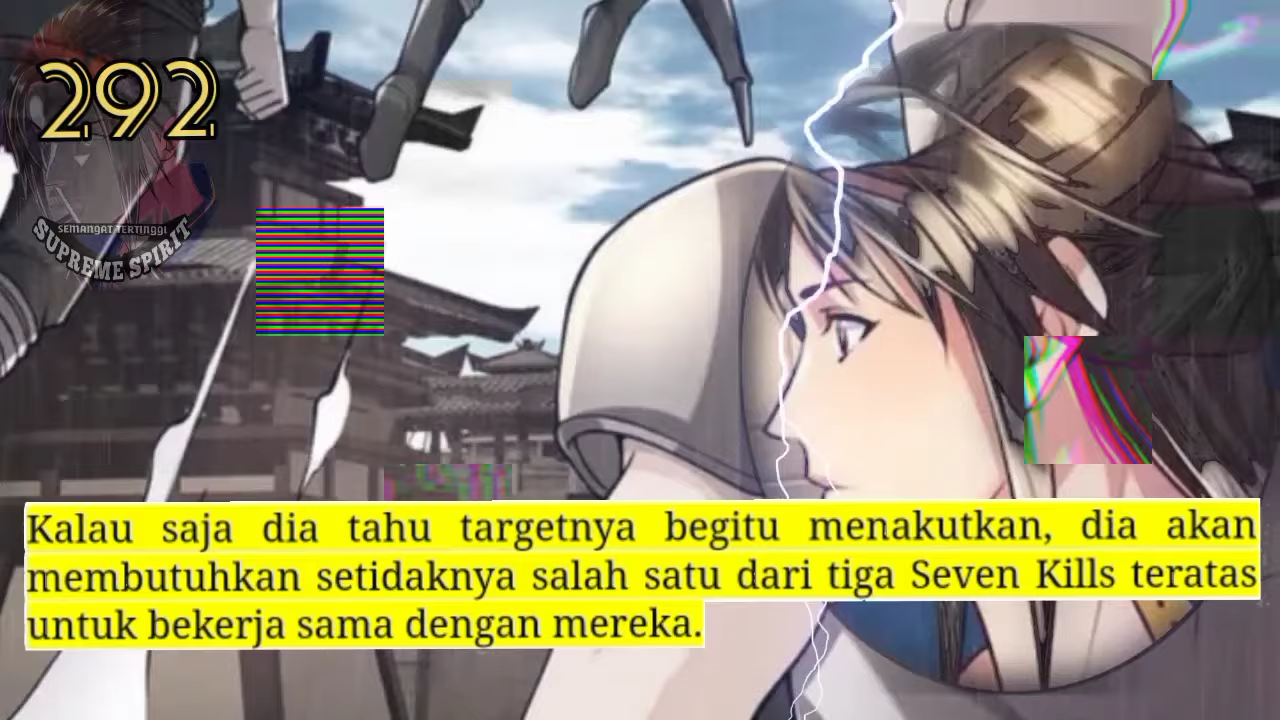 292
SEMANGAT TERTINGGI
SUPREME SPIRIT
Kalau saja dia tahu targetnya begitu menakutkan, dia akan
membutuhkan setidaknya salah satu dari tiga Seven Kills teratas
untuk bekerja sama dengan mereka.